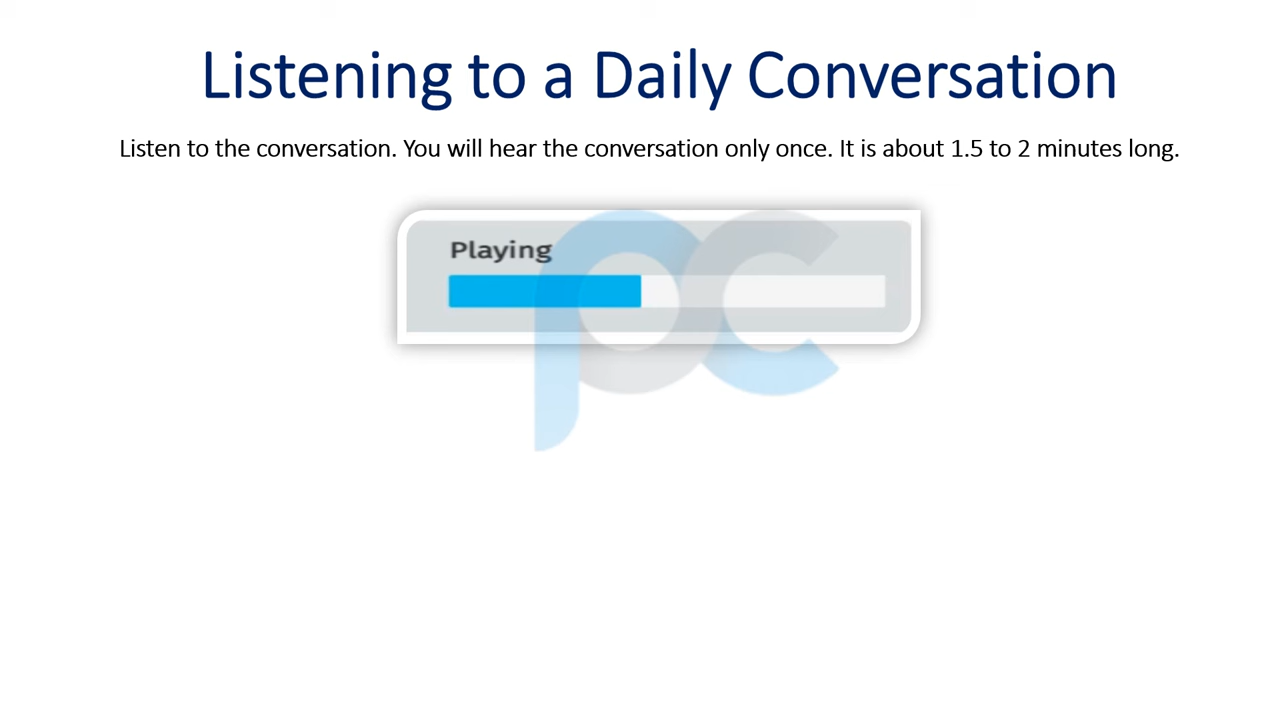 Listening to a Daily Conversation
Listen to the conversation. You will hear the conversation only once. It is about 1.5 to 2 minutes long.
Playing
pc